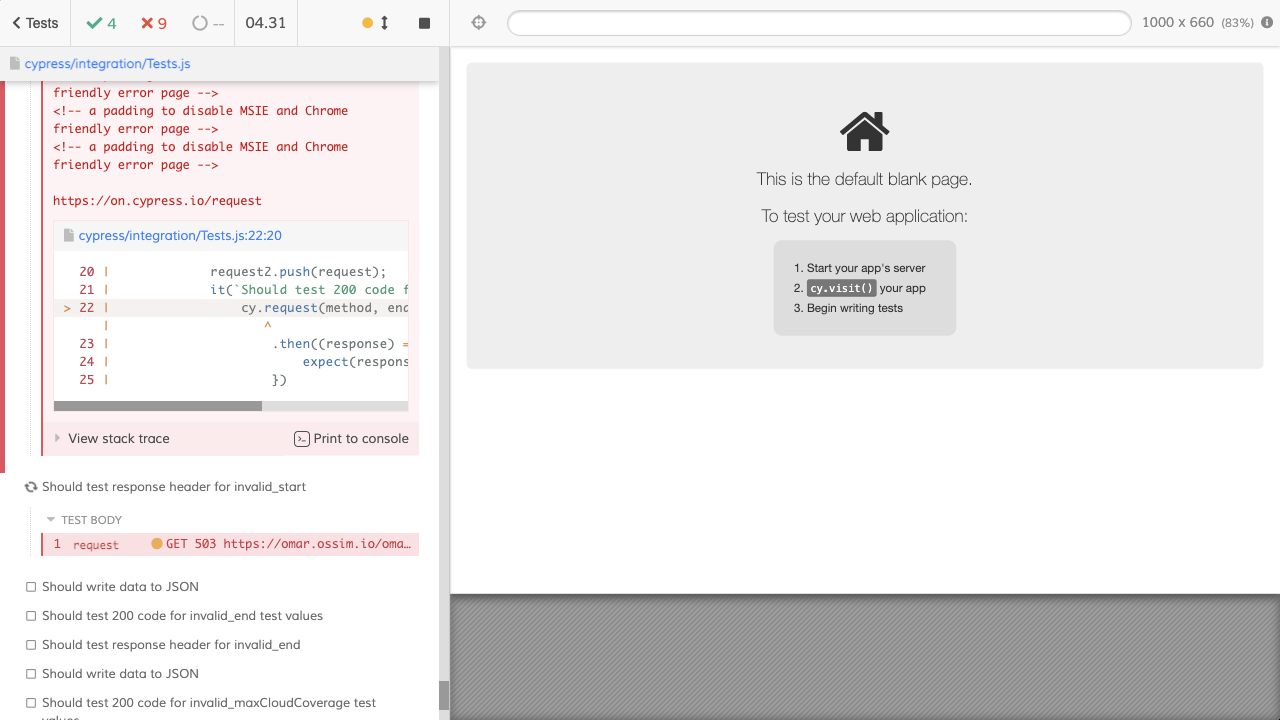 Tests
4
9
--
04.31
1000 x 660 (83%)
cypress/integration/Tests.js
friendly error page -->
<!-- a padding to disable MSIE and Chrome
friendly error page -->
<!-- a padding to disable MSIE and Chrome
friendly error page -->
https://on.cypress.io/request
cypress/integration/Tests.js:22:20
20 | request2.push(request);
21 | it(`Should test 200 code f
> 22 | cy.request(method, end
| ^
23 | .then((response) =
24 | expect(respons
25 | })
View stack trace
Print to console
Should test response header for invalid_start
TEST BODY
1 request GET 503 https://omar.ossim.io/oma…
Should write data to JSON
Should test 200 code for invalid_end test values
Should test response header for invalid_end
Should write data to JSON
Should test 200 code for invalid_maxCloudCoverage test
values
This is the default blank page.
To test your web application:
1. Start your app's server
2. cy.visit() your app
3. Begin writing tests